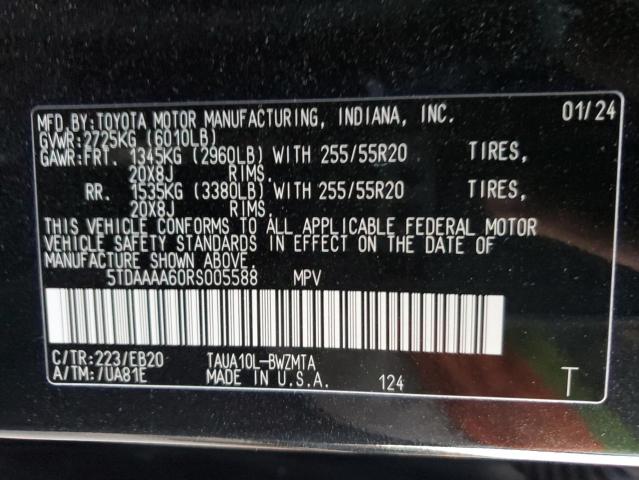 MFD.BY:TOYOTA MOTOR MANUFACTURING, INDIANA, INC. 01/24
GVWR:2725KG (6010LB)
GAWR:FRT. 1345KG (2960LB) WITH 255/55R20 TIRES,
20X8J RIMS.
RR. 1535KG (3380LB) WITH 255/55R20 TIRES,
20X8J RIMS.
THIS VEHICLE CONFORMS TO ALL APPLICABLE FEDERAL MOTOR
VEHICLE SAFETY STANDARDS IN EFFECT ON THE DATE OF
MANUFACTURE SHOWN ABOVE.
5TDAAAA60RS005588 MPV
C/TR:223/EB20 TAUA10L-BWZMTA
A/TM:/UA81E MADE IN U.S.A. 124 T